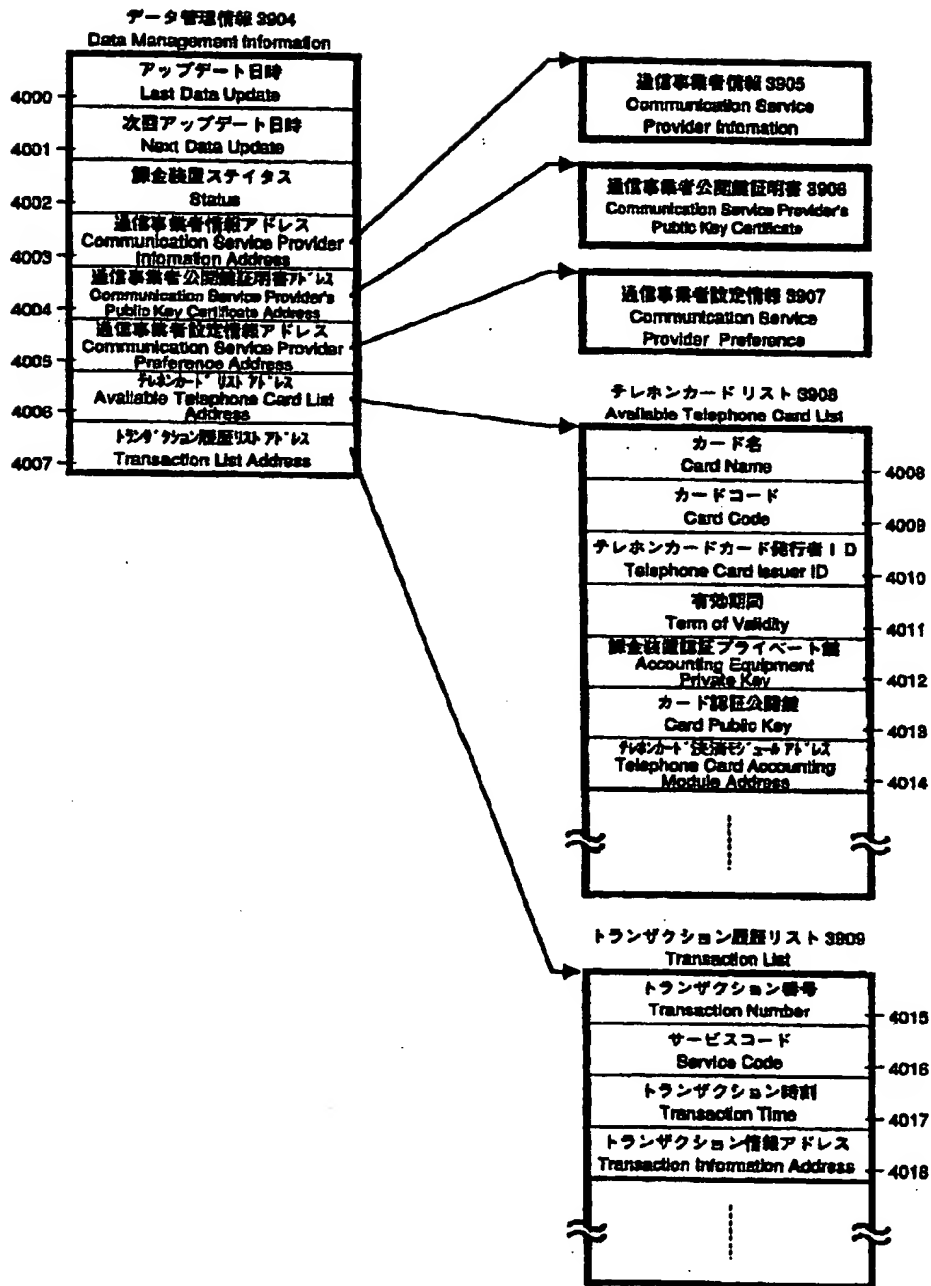 データ管理情報 3904
Data Management Information
アップデート日時
Last Data Update
4000
次回アップデート日時
Next Data Update
4001
課金装置ステイタス
Status
4002
通信事業者情報アドレス
Communication Service Provider
Infomation Address
4003
通信事業者公開鍵証明書アドレス
Communication Service Provider's
Public Key Certificate Address
4004
通信事業者設定情報アドレス
Communication Service Provider
Preference Address
4005
テレホンカードリスト アドレス
Available Telephone Card List
Address
4006
トランザクション履歴リスト アドレス
Transaction List Address
4007
通信事業者情報 3905
Communication Service
Provider Infomation
通信事業者公開鍵証明書 3906
Communication Service Provider's
Public Key Certificate
通信事業者設定情報 3907
Communication Service
Provider Preference
テレホンカード リスト 3908
Available Telephone Card List
カード名
Card Name
4008
カードコード
Card Code
4009
テレホンカードカード発行者ID
Telephone Card Issuer ID
4010
有効期間
Term of Validity
4011
課金装置認証プライベート鍵
Accounting Equipment
Private Key
4012
カード認証公開鍵
Card Public Key
4013
テレホンカード決済モジュール アドレス
Telephone Card Accounting
Module Address
4014
トランザクション履歴リスト 3909
Transaction List
トランザクション番号
Transaction Number
4015
サービスコード
Service Code
4016
トランザクション時刻
Transaction Time
4017
トランザクション情報アドレス
Transaction Information Address
4018